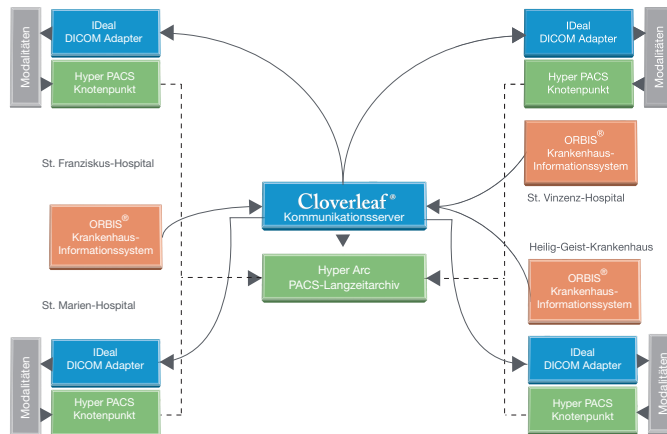 Modalitäten
IDeal
DICOM Adapter
Hyper PACS
Knotenpunkt
IDeal
DICOM Adapter
Hyper PACS
Knotenpunkt
Modalitäten
St. Franziskus-Hospital
ORBIS®
Krankenhaus-
Informationssystem
St. Vinzenz-Hospital
Cloverleaf®
Kommunikationsserver
ORBIS®
Krankenhaus-
Informationssystem
Heilig-Geist-Krankenhaus
Hyper Arc
PACS-Langzeitarchiv
ORBIS®
Krankenhaus-
Informationssystem
St. Marien-Hospital
Modalitäten
IDeal
DICOM Adapter
Hyper PACS
Knotenpunkt
IDeal
DICOM Adapter
Hyper PACS
Knotenpunkt
Modalitäten